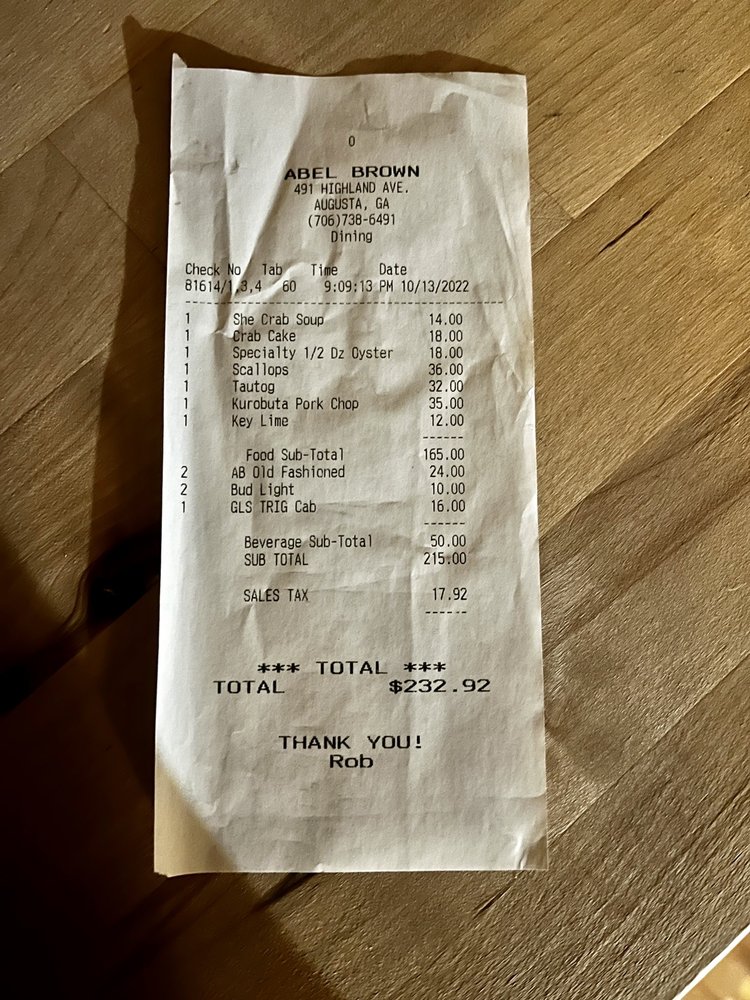 0
ABEL BROWN
491 HIGHLAND AVE.
AUGUSTA, GA
(706)738-6491
Dining
Check No Tab Time Date
81614/1,3,4 60 9:09:13 PM 10/13/2022
1 She Crab Soup 14.00
1 Crab Cake 18.00
1 Specialty 1/2 Dz Oyster 18.00
1 Scallops 36.00
1 Tautog 32.00
1 Kurobuta Pork Chop 35.00
1 Key Lime 12.00
Food Sub-Total 165.00
2 AB Old Fashioned 24.00
2 Bud Light 10.00
1 GLS TRIG Cab 16.00
Beverage Sub-Total 50.00
SUB TOTAL 215.00
SALES TAX 17.92
*** TOTAL ***
TOTAL $232.92
THANK YOU!
Rob